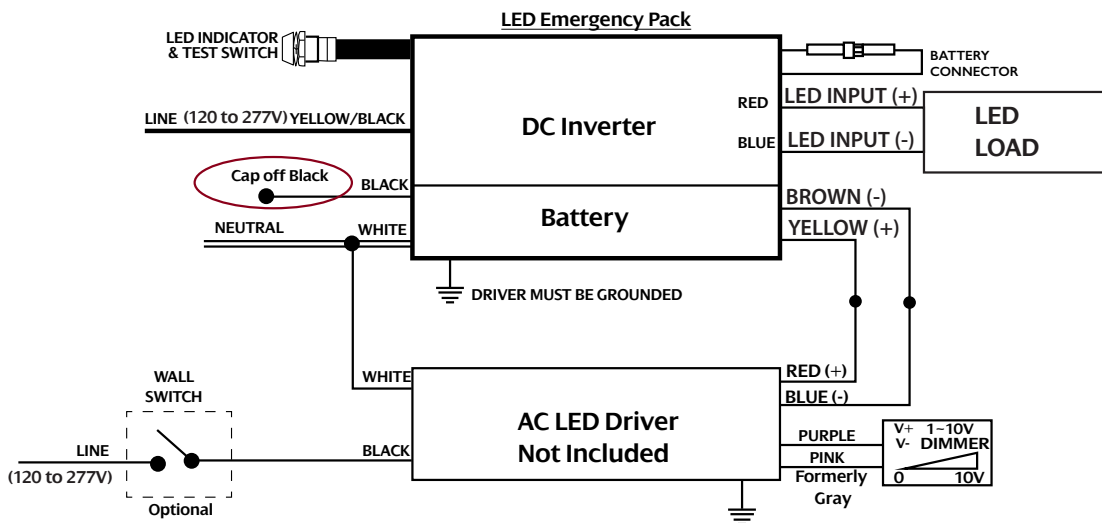 LED Emergency Pack
LED INDICATOR
& TEST SWITCH
BATTERY
CONNECTOR
LINE (120 to 277V) YELLOW/BLACK
DC Inverter
RED
LED INPUT (+)
BLUE
LED INPUT (-)
LED
LOAD
Cap off Black
BLACK
Battery
BROWN (-)
NEUTRAL
WHITE
YELLOW (+)
DRIVER MUST BE GROUNDED
WALL
SWITCH
WHITE
RED (+)
BLUE (-)
AC LED Driver
Not Included
LINE
(120 to 277V)
BLACK
Optional
PURPLE
PINK
Formerly
Gray
V+ 1~10V
V- DIMMER
0 10V